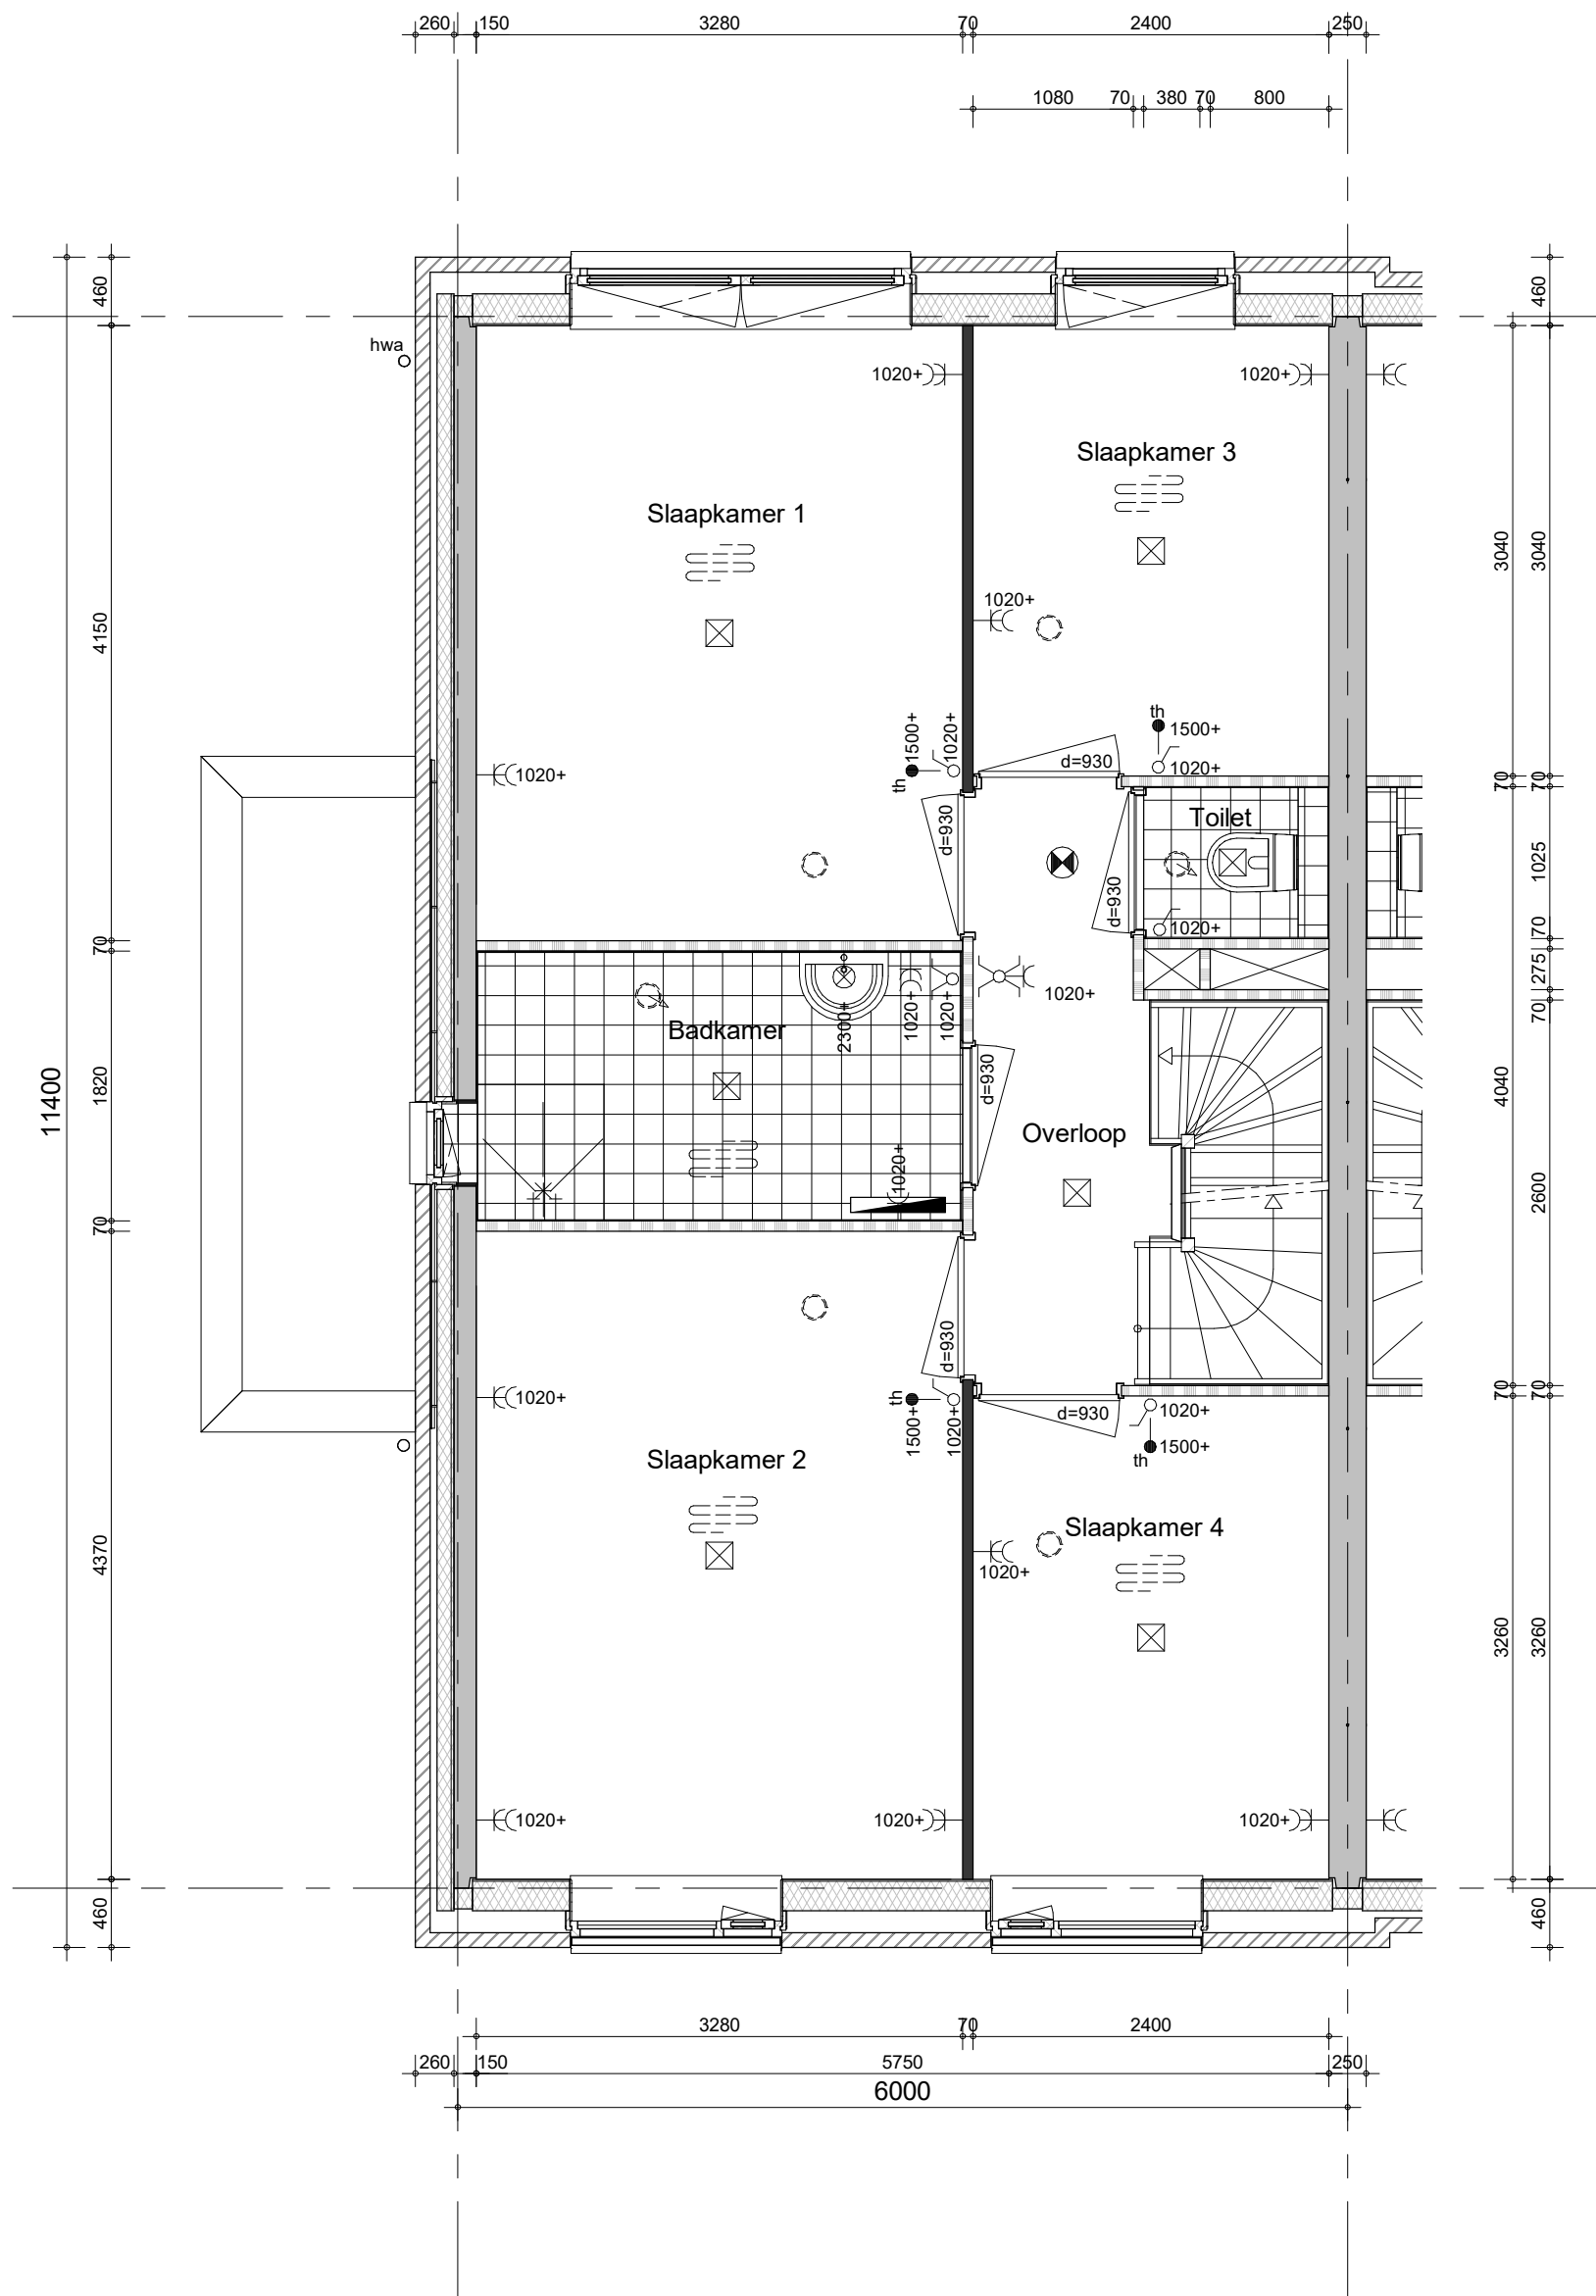 260 150 3280 70 2400 250
1080 70 380 70 800
460 460
hwa
1020+ 1020+
Slaapkamer 3
Slaapkamer 1
3040 3040
1020+
4150
th
1500+ 1020+ 1500+
th d=930 1020+
70 70
d=930 Toilet
1025
d=930
1020+ 70
70
275
1020+
2300+ 1020+ 1020+
70
Badkamer
d=930
11400 1820 4040
Overloop
1020+
2600
70
d=930
1020+ th 70 70
1500+ 1020+ d=930 1020+
1500+
th
Slaapkamer 2
Slaapkamer 4
4370
1020+
3260 3260
1020+ 1020+ 1020+
460 460
3280 70 2400
260 150 5750 250
6000